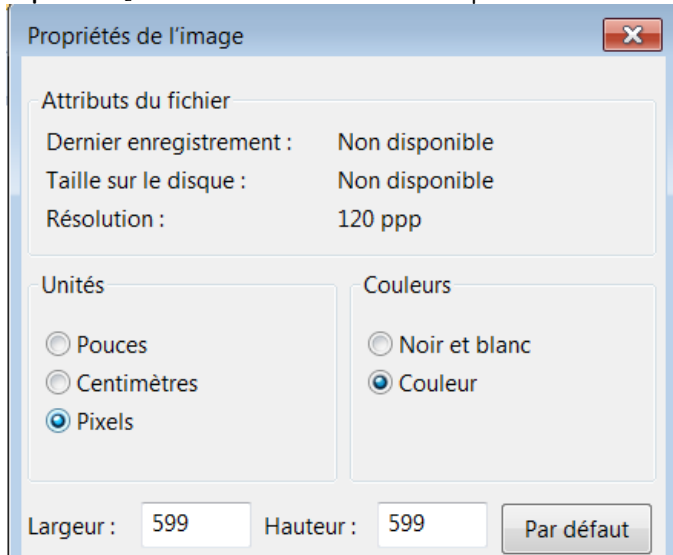 Propriétés de l'image
Attributs du fichier
Dernier enregistrement : Non disponible
Taille sur le disque : Non disponible
Résolution : 120 ppp
Unités Couleurs
Pouces Noir et blanc
Centimètres Couleur
Pixels
Largeur : 599 Hauteur : 599 Par défaut